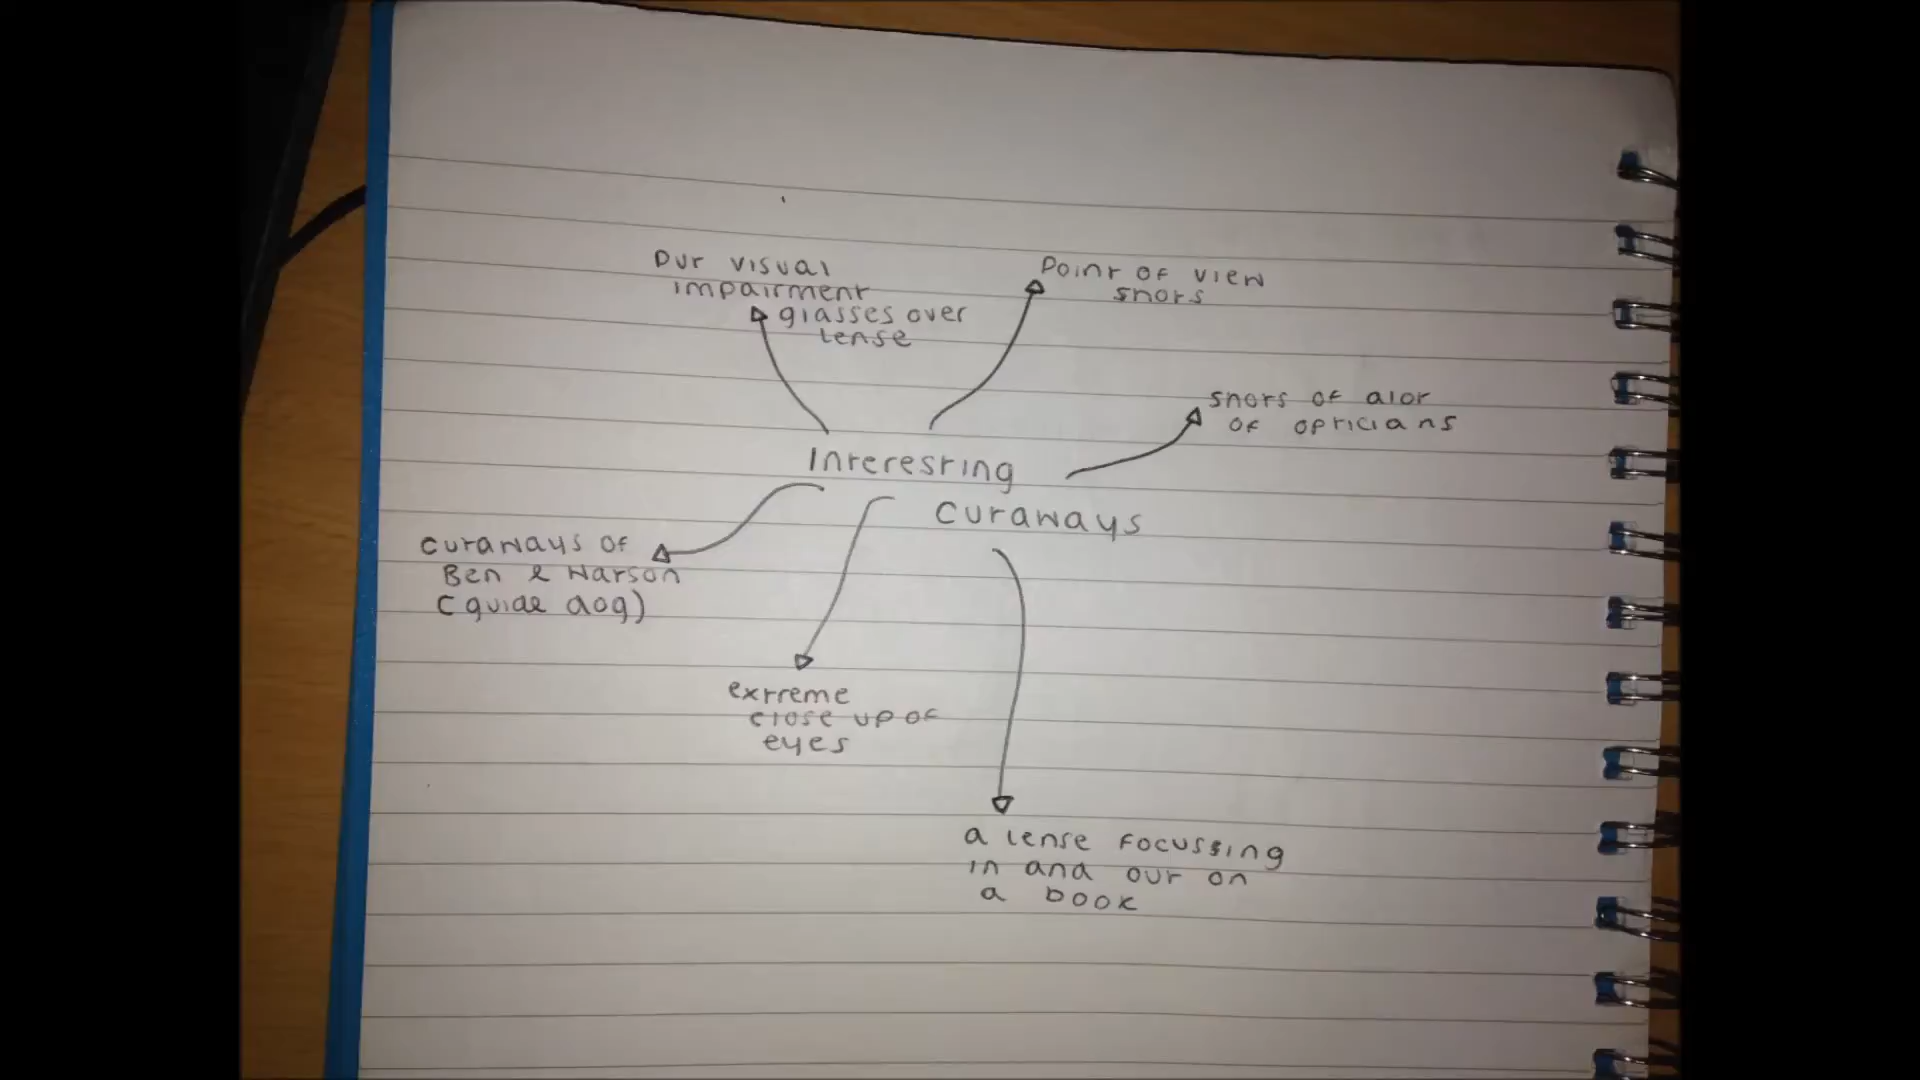 Put visual
impairment
glasses over
lense
Point of view
shots
shots of alot
of opticians
Interesting
cutaways
cutaways of
Ben & Watson
(guide dog)
extreme
close up of
eyes
a lense focussing
in and out on
a book